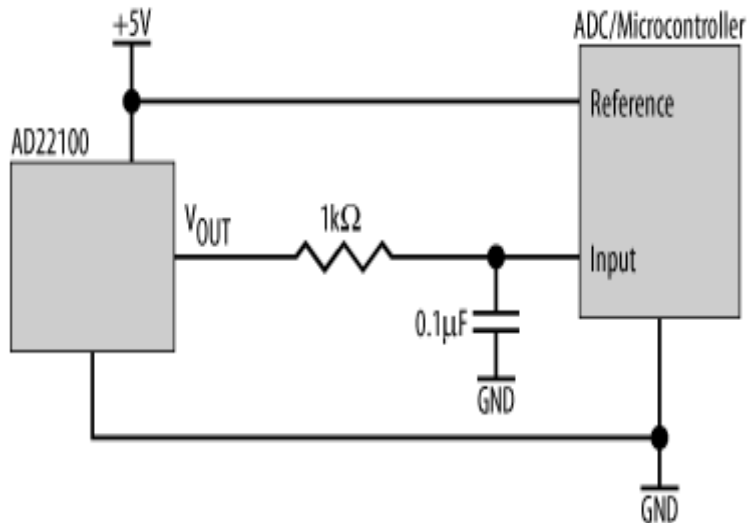 +5V
ADC/Microcontroller
Reference
AD22100
VOUT
1kΩ
Input
0.1μF
GND
GND